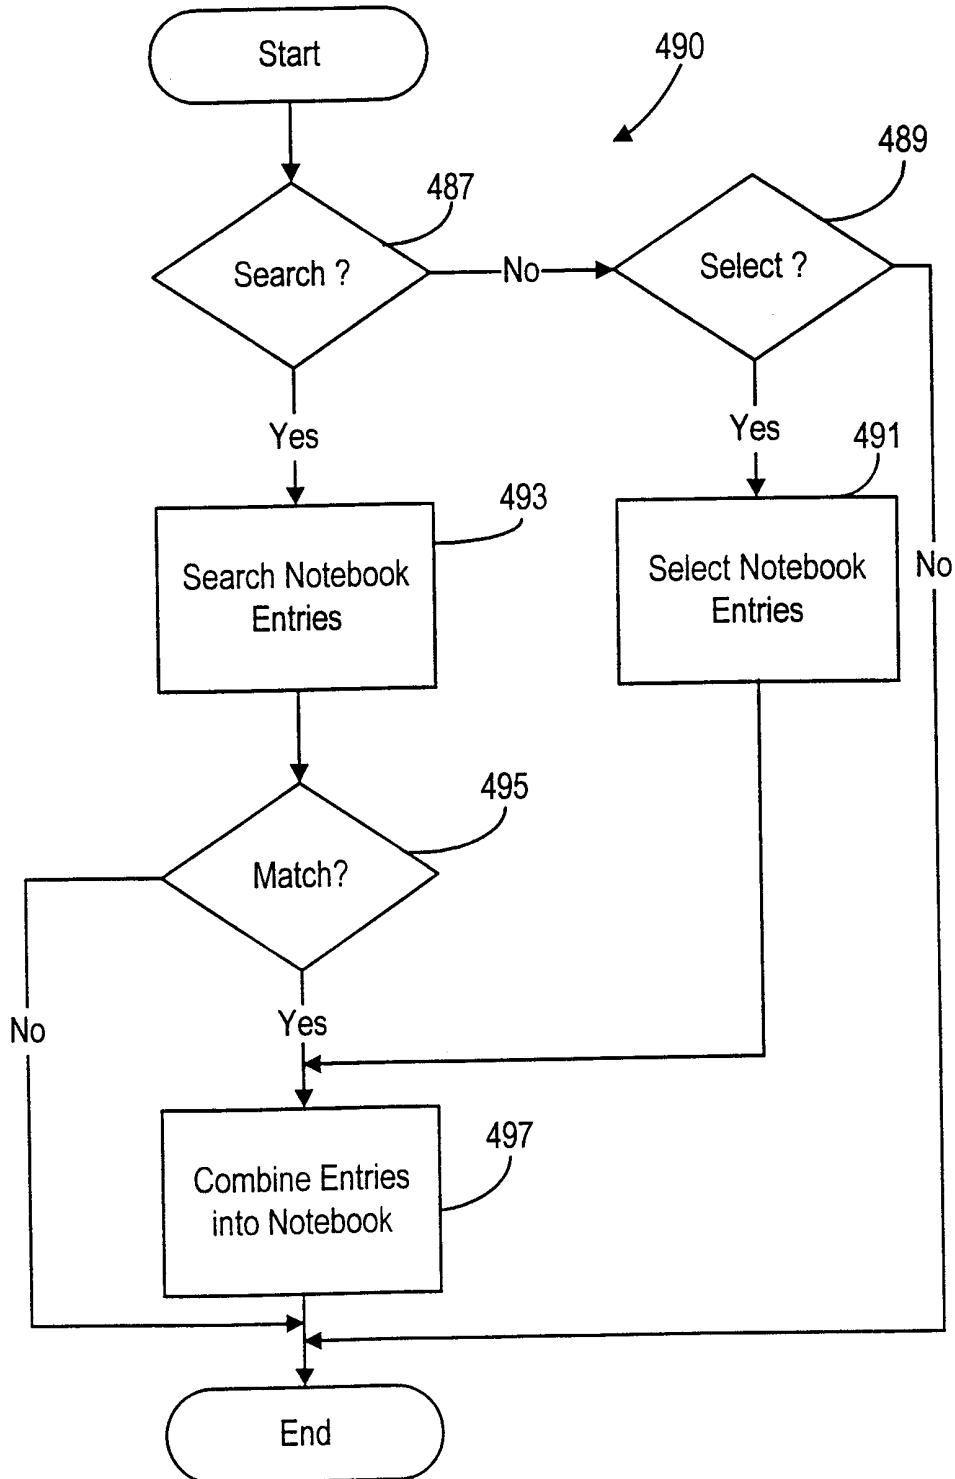 Start
490
487
489
Search ?
No
Select ?
Yes
Yes
491
493
Search Notebook
Entries
Select Notebook
Entries
No
495
Match?
No
Yes
497
Combine Entries
into Notebook
End